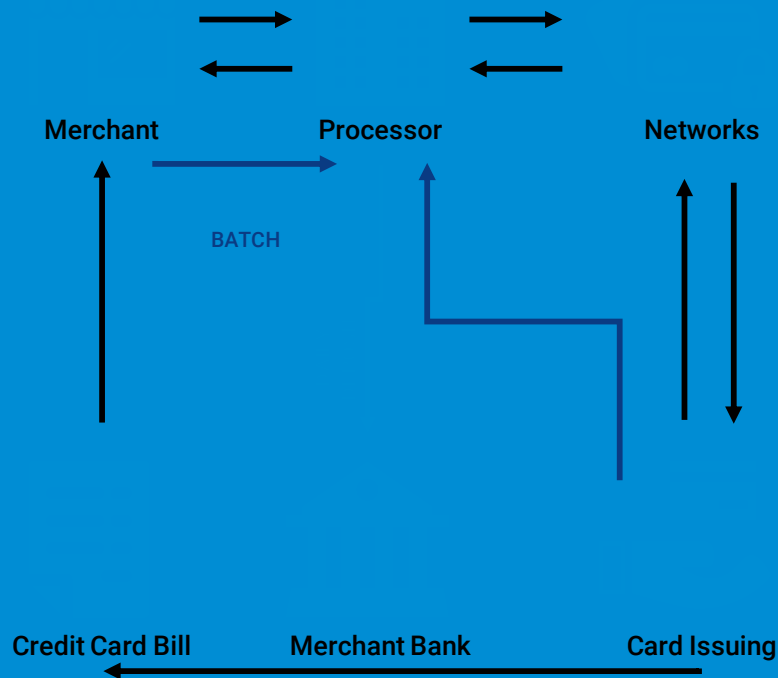 Merchant Processor Networks
BATCH
Credit Card Bill Merchant Bank Card Issuing